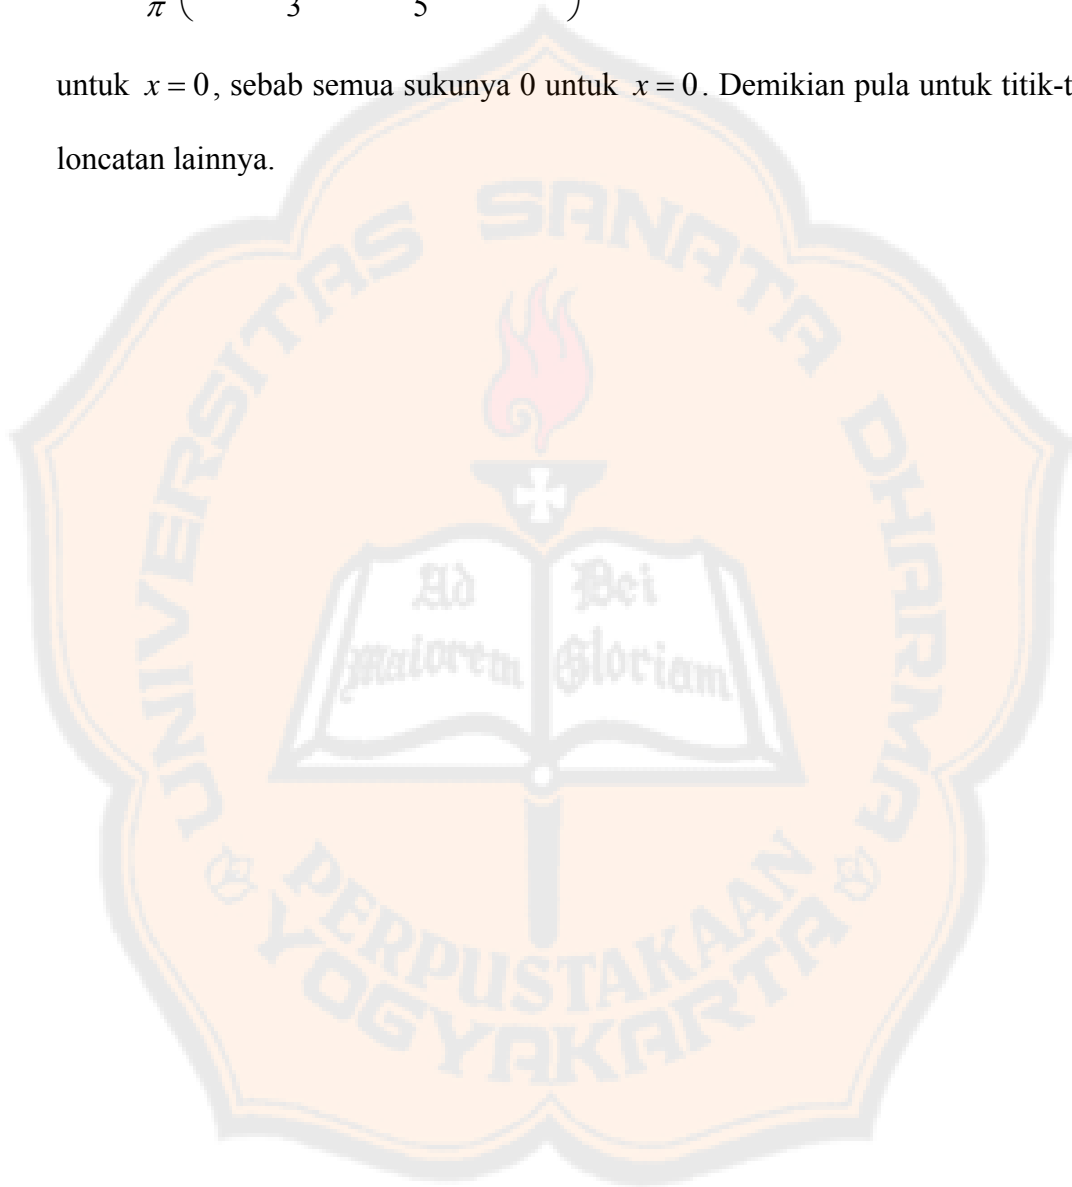 π ( 3 5 )
untuk x = 0, sebab semua sukunya 0 untuk x = 0. Demikian pula untuk titik-t
loncatan lainnya.
UNIVERSITAS SANATA DHARMA
Ad Dei
maiorem Gloriam
PERPUSTAKAAN
YOGYAKARTA